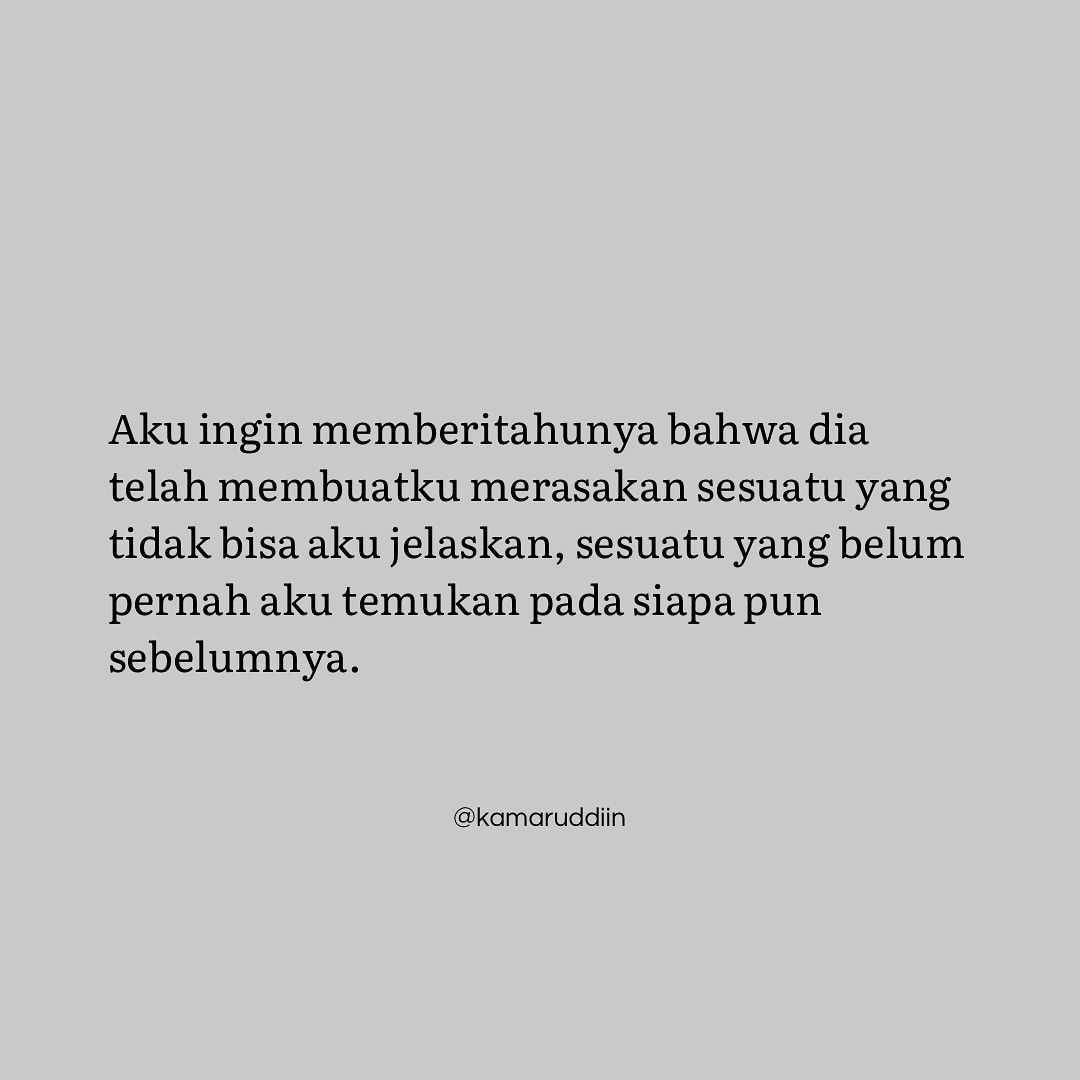 Aku ingin memberitahunya bahwa dia
telah membuatku merasakan sesuatu yang
tidak bisa aku jelaskan, sesuatu yang belum
pernah aku temukan pada siapa pun
sebelumnya.
@kamaruddiin